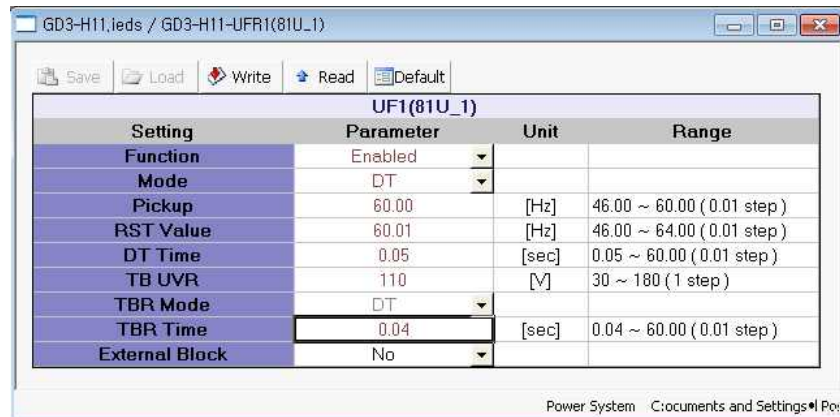 GD3-H11.ieds / GD3-H11-UFR1(81U_1)
Save Load Write Read Default
UF1(81U_1)
Setting Parameter Unit Range
Function Enabled
Mode DT
Pickup 60.00 [Hz] 46.00 ~ 60.00 ( 0.01 step )
RST Value 60.01 [Hz] 46.00 ~ 64.00 ( 0.01 step )
DT Time 0.05 [sec] 0.05 ~ 60.00 ( 0.01 step )
TB UVR 110 [V] 30 ~ 180 ( 1 step )
TBR Mode DT
TBR Time 0.04 [sec] 0.04 ~ 60.00 ( 0.01 step )
External Block No
Power System C:ocuments and Settings